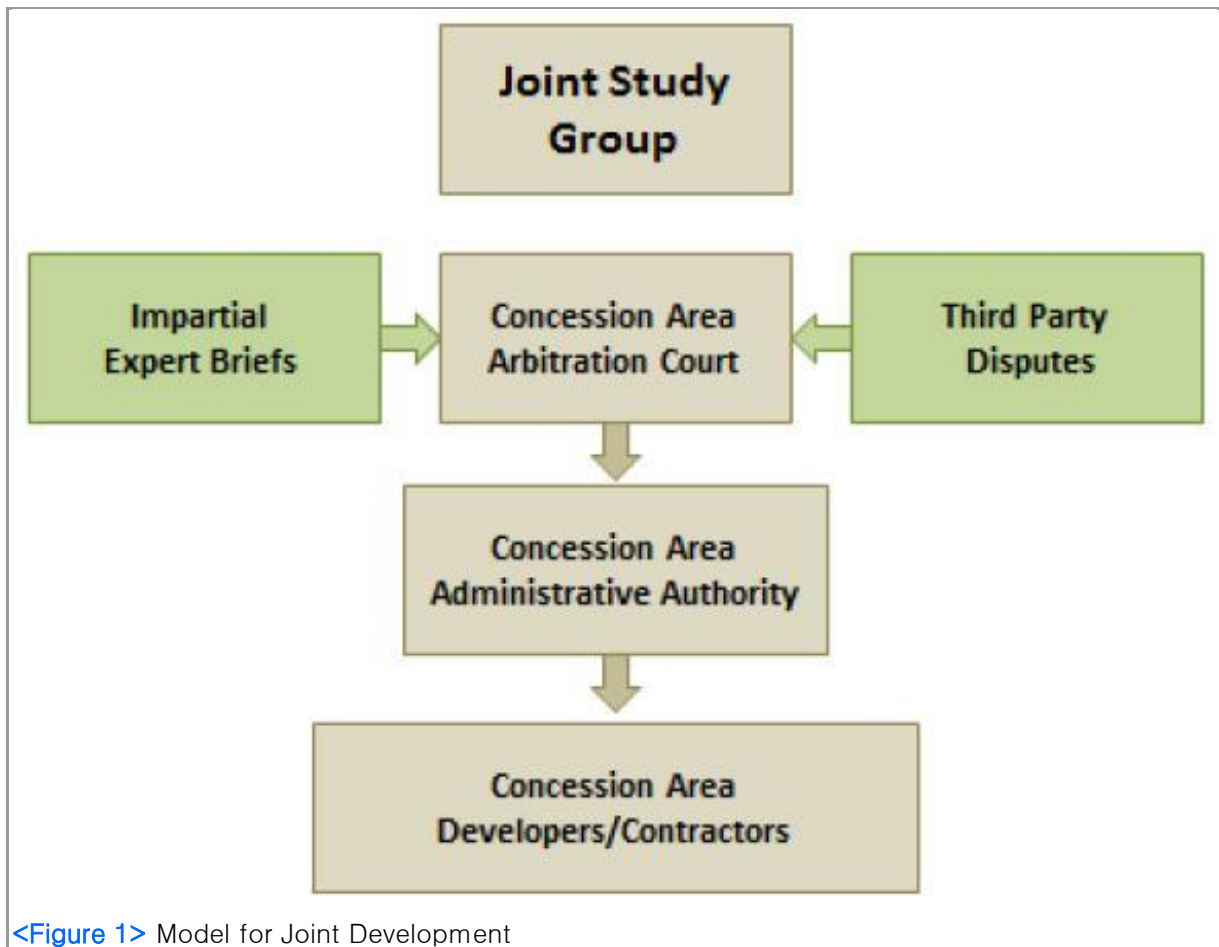 Joint Study
Group
Impartial
Expert Briefs
Concession Area
Arbitration Court
Third Party
Disputes
Concession Area
Administrative Authority
Concession Area
Developers/Contractors
<Figure 1> Model for Joint Development